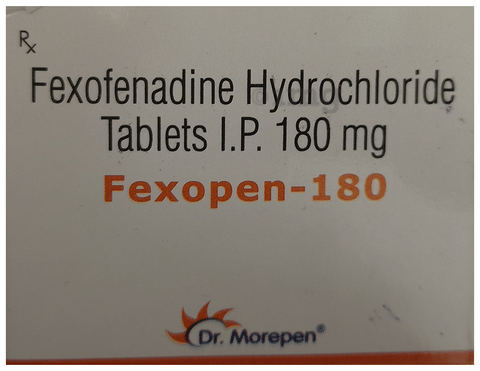 Rx
Fexofenadine Hydrochloride
Tablets I.P. 180 mg
Fexopen-180
Dr. Morepen®